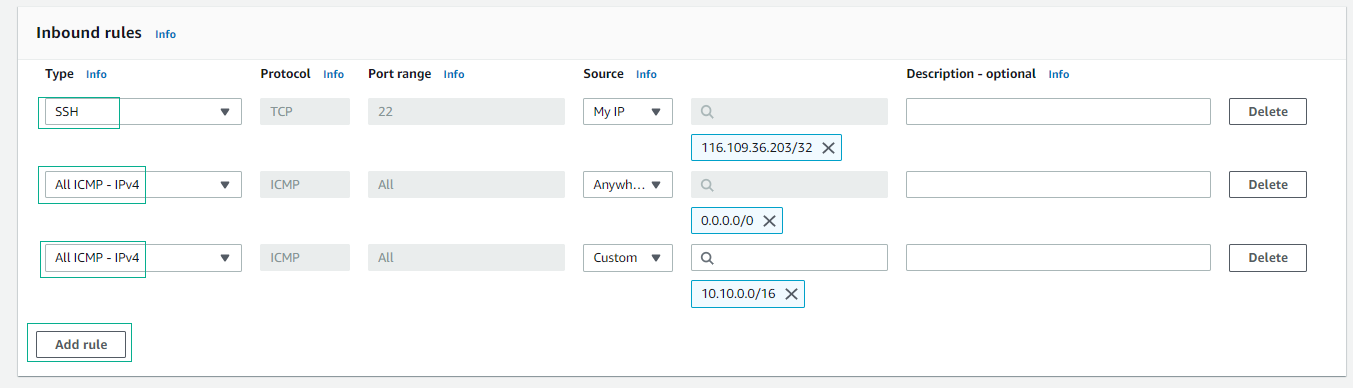 Inbound rules Info
Type Info Protocol Info Port range Info Source Info Description - optional Info
SSH TCP 22 My IP Delete
116.109.36.203/32
All ICMP - IPv4 ICMP All Anywh... Delete
0.0.0.0/0
All ICMP - IPv4 ICMP All Custom Delete
10.10.0.0/16
Add rule